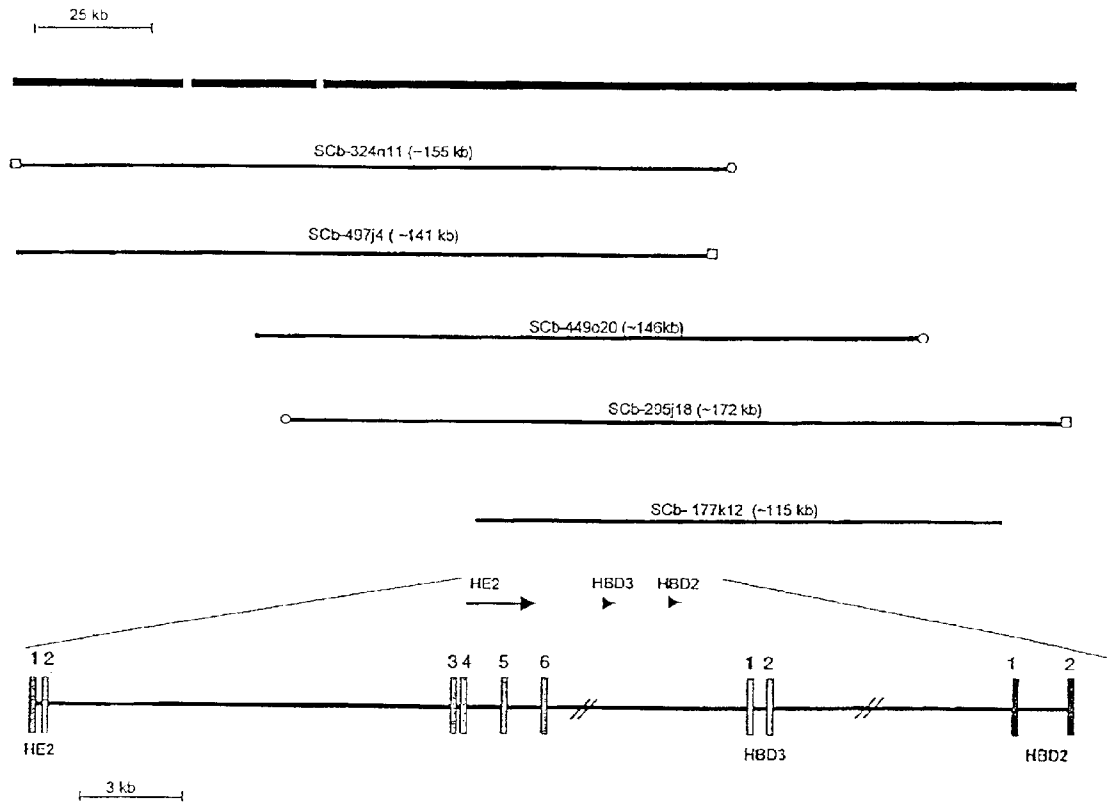 25 kb
SCb-324n11 (~155 kb)
SCb-497j4 (~141 kb)
SCb-449o20 (~146kb)
SCb-295j18 (~172 kb)
SCb-177k12 (~115 kb)
HE2 HBD3 HBD2
1 2 3 4 5 6 1 2 1 2
HE2 HBD3 HBD2
3 kb